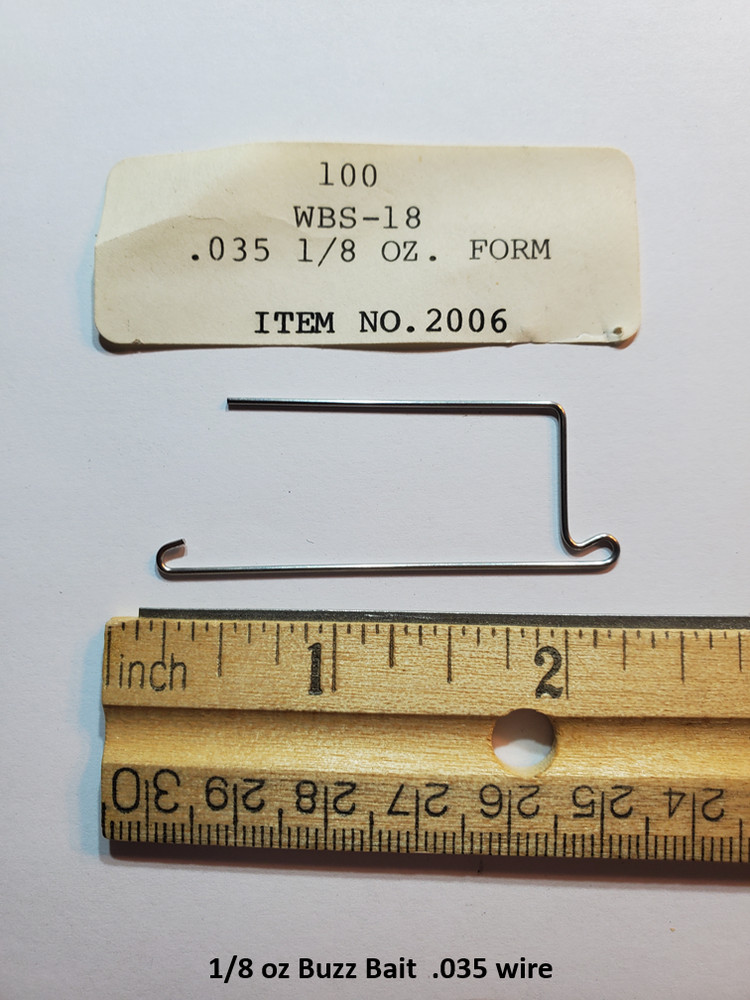 100
WBS-18
.035 1/8 OZ. FORM
ITEM NO.2006
inch 1 2
30 29 28 27 26 25 24
1/8 oz Buzz Bait .035 wire